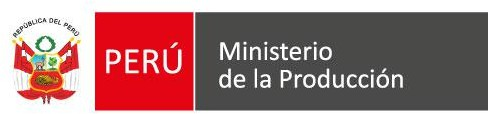 REPÚBLICA DEL PERÚ
PERÚ
Ministerio
de la Producción